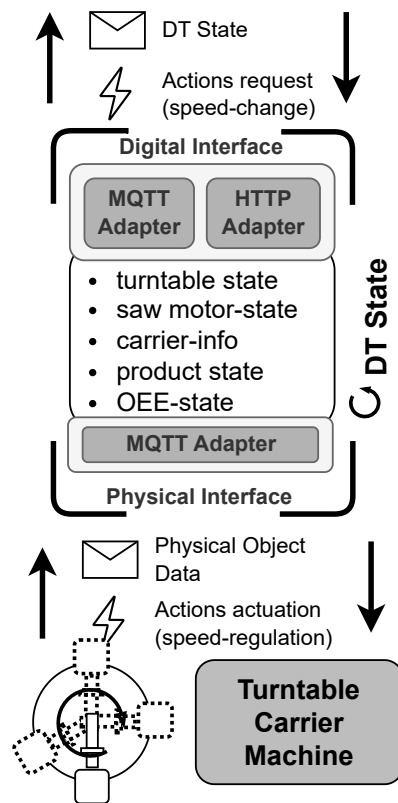 DT State
Actions request
(speed-change)
Digital Interface
MQTT
Adapter
HTTP
Adapter
• turntable state
• saw motor-state
• carrier-info
• product state
• OEE-state
DT State
MQTT Adapter
Physical Interface
Physical Object
Data
Actions actuation
(speed-regulation)
Turntable
Carrier
Machine